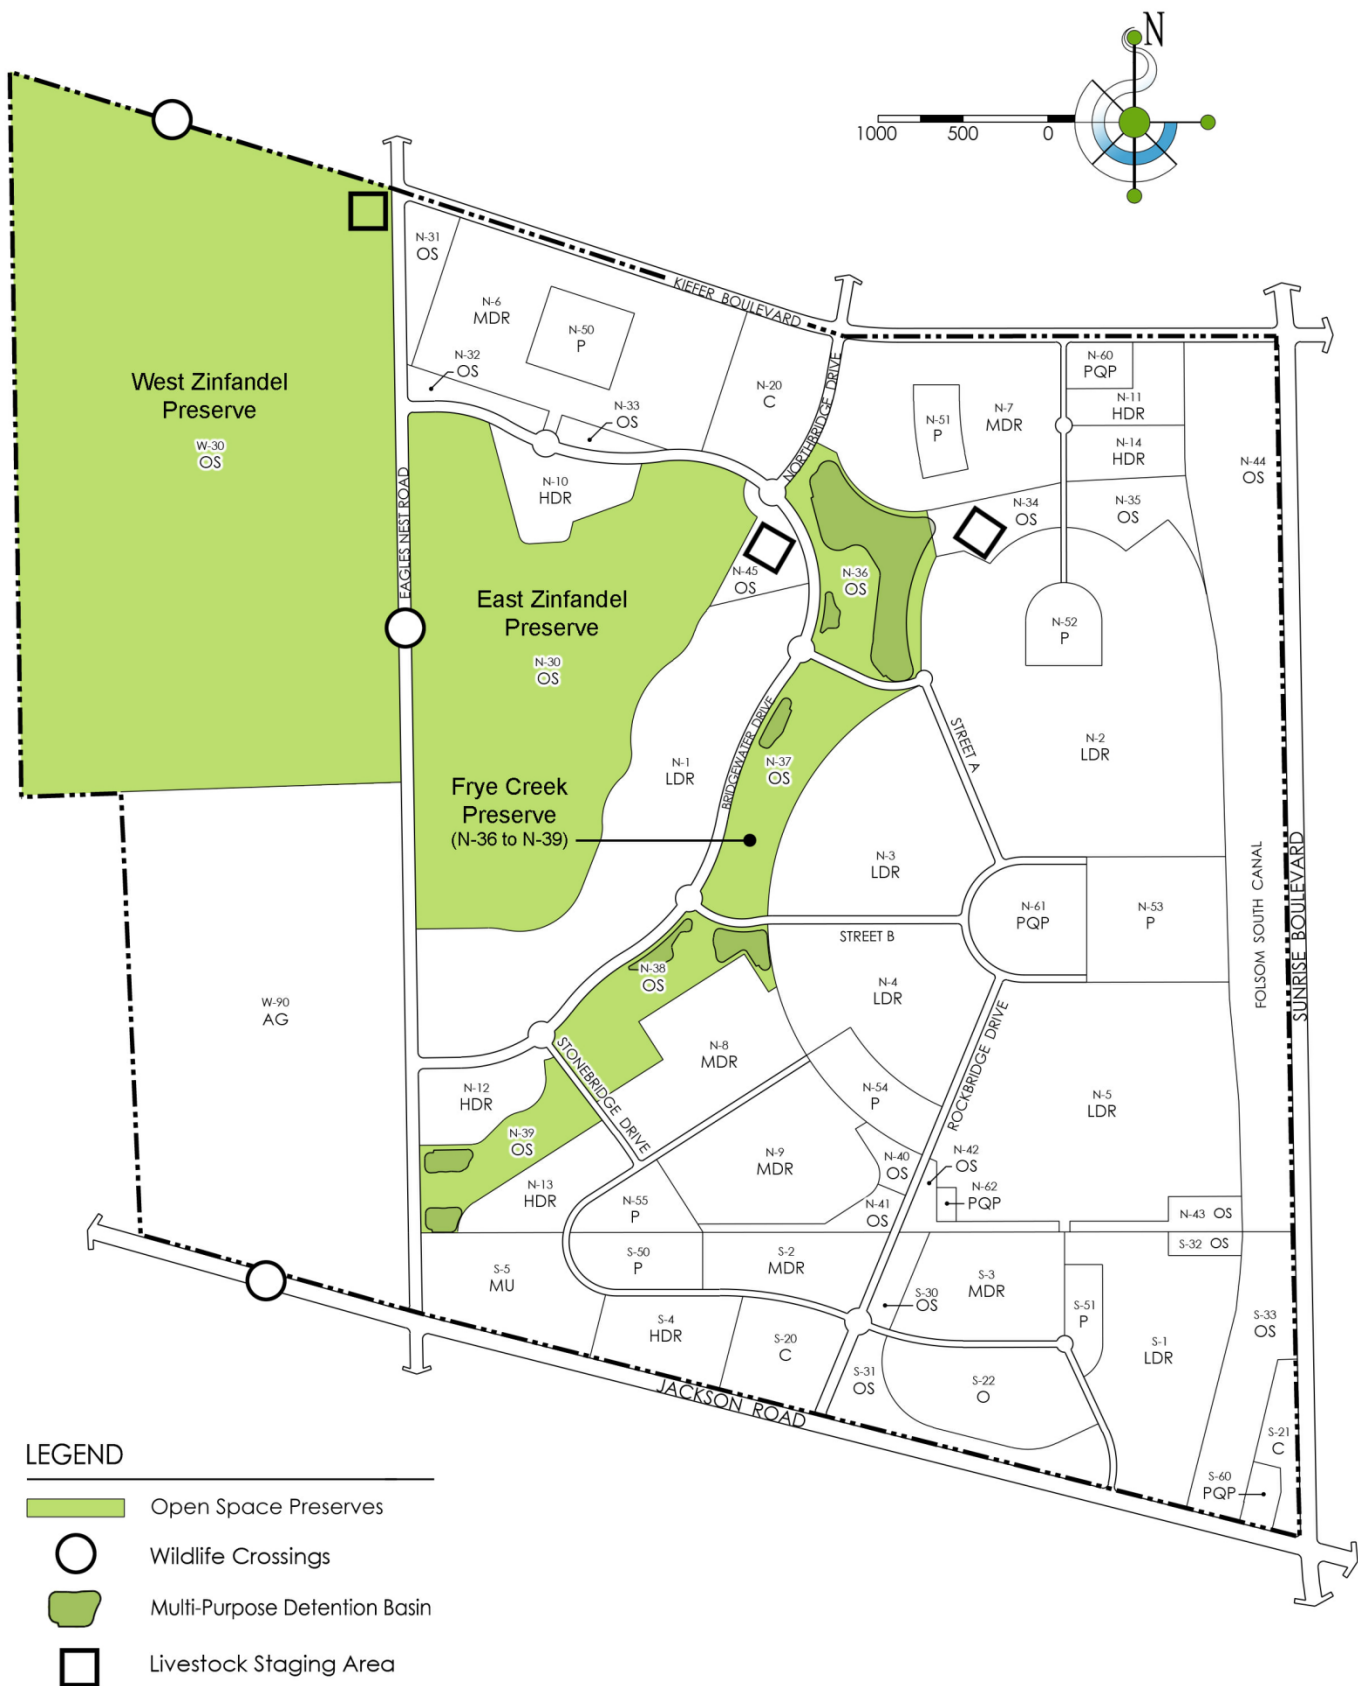 N
1000 500 0
N-31
OS
N-6
MDR
KIEFER BOULEVARD
N-50
P
N-32
OS
N-20
C
N-33
OS
NORTHBRIDGE DRIVE
N-60
PQP
N-11
HDR
N-51
P
N-7
MDR
N-14
HDR
N-44
OS
West Zinfandel
Preserve
W-30
OS
EAGLES NEST ROAD
N-10
HDR
N-34
OS
N-35
OS
N-45
OS
N-36
OS
East Zinfandel
Preserve
N-30
OS
N-52
P
STREET A
N-2
LDR
BRIDGEWATER DRIVE
N-1
LDR
N-37
OS
Frye Creek
Preserve
(N-36 to N-39)
N-3
LDR
FOLSOM SOUTH CANAL
SUNRISE BOULEVARD
N-61
PQP
N-53
P
STREET B
N-38
OS
N-4
LDR
W-90
AG
N-8
MDR
STONEBRIDGE DRIVE
ROCKBRIDGE DRIVE
N-12
HDR
N-54
P
N-5
LDR
N-39
OS
N-9
MDR
N-40
OS
N-42
OS
N-13
HDR
N-55
P
N-41
OS
N-62
PQP
N-43 OS
S-32 OS
S-5
MU
S-50
P
S-2
MDR
S-30
OS
S-3
MDR
S-51
P
S-33
OS
S-4
HDR
S-20
C
S-1
LDR
S-31
OS
S-22
O
JACKSON ROAD
S-21
C
S-60
PQP
LEGEND
Open Space Preserves
Wildlife Crossings
Multi-Purpose Detention Basin
Livestock Staging Area